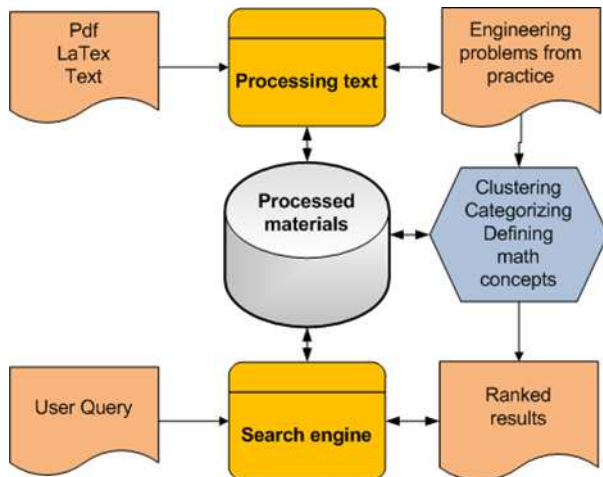 Pdf
LaTex
Text
Processing text
Engineering
problems from
practice
Processed
materials
Clustering
Categorizing
Defining
math
concepts
User Query
Search engine
Ranked
results